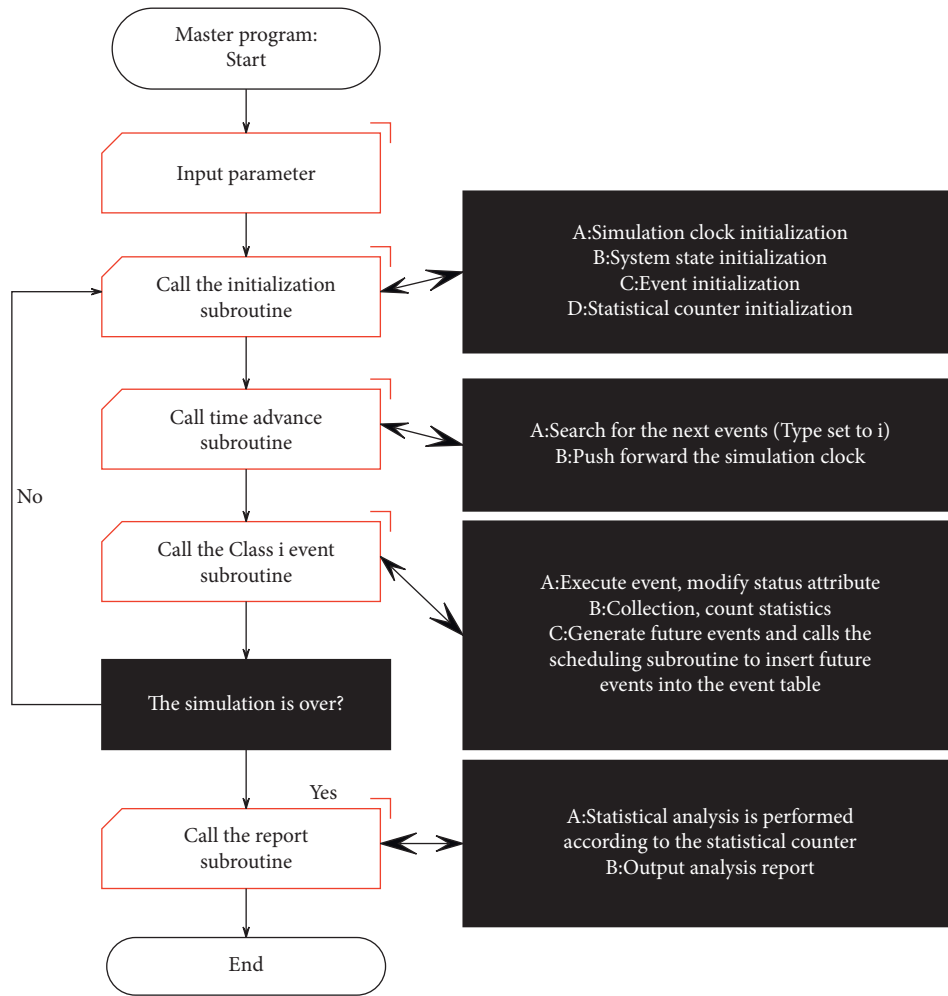 Master program:
Start
Input parameter
A:Simulation clock initialization
B:System state initialization
C:Event initialization
D:Statistical counter initialization
Call the initialization
subroutine
Call time advance
subroutine
A:Search for the next events (Type set to i)
B:Push forward the simulation clock
No
Call the Class i event
subroutine
A:Execute event, modify status attribute
B:Collection, count statistics
C:Generate future events and calls the
scheduling subroutine to insert future
events into the event table
The simulation is over?
Yes
Call the report
subroutine
A:Statistical analysis is performed
according to the statistical counter
B:Output analysis report
End